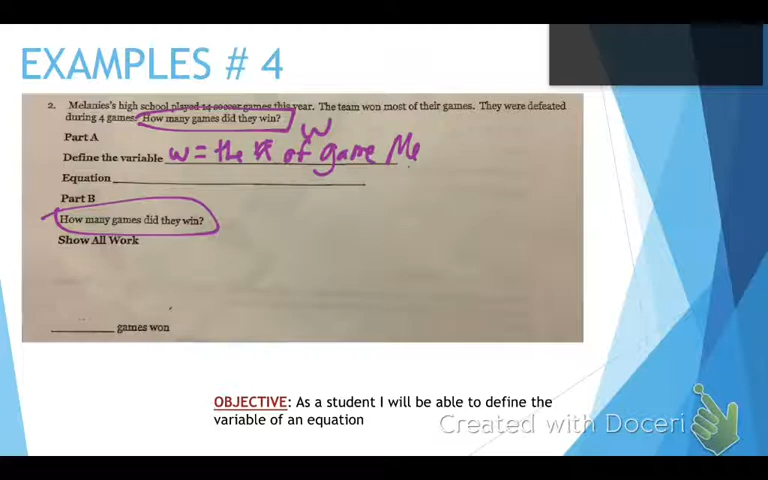 EXAMPLES # 4
2. Melanies's high school played 14 soccer games this year. The team won most of their games. They were defeated
during 4 games. How many games did they win?
Part A
W
Define the variable w = the # of game Me
Equation
Part B
How many games did they win?
Show All Work
games won
OBJECTIVE: As a student I will be able to define the
variable of an equation
Created with Doceri